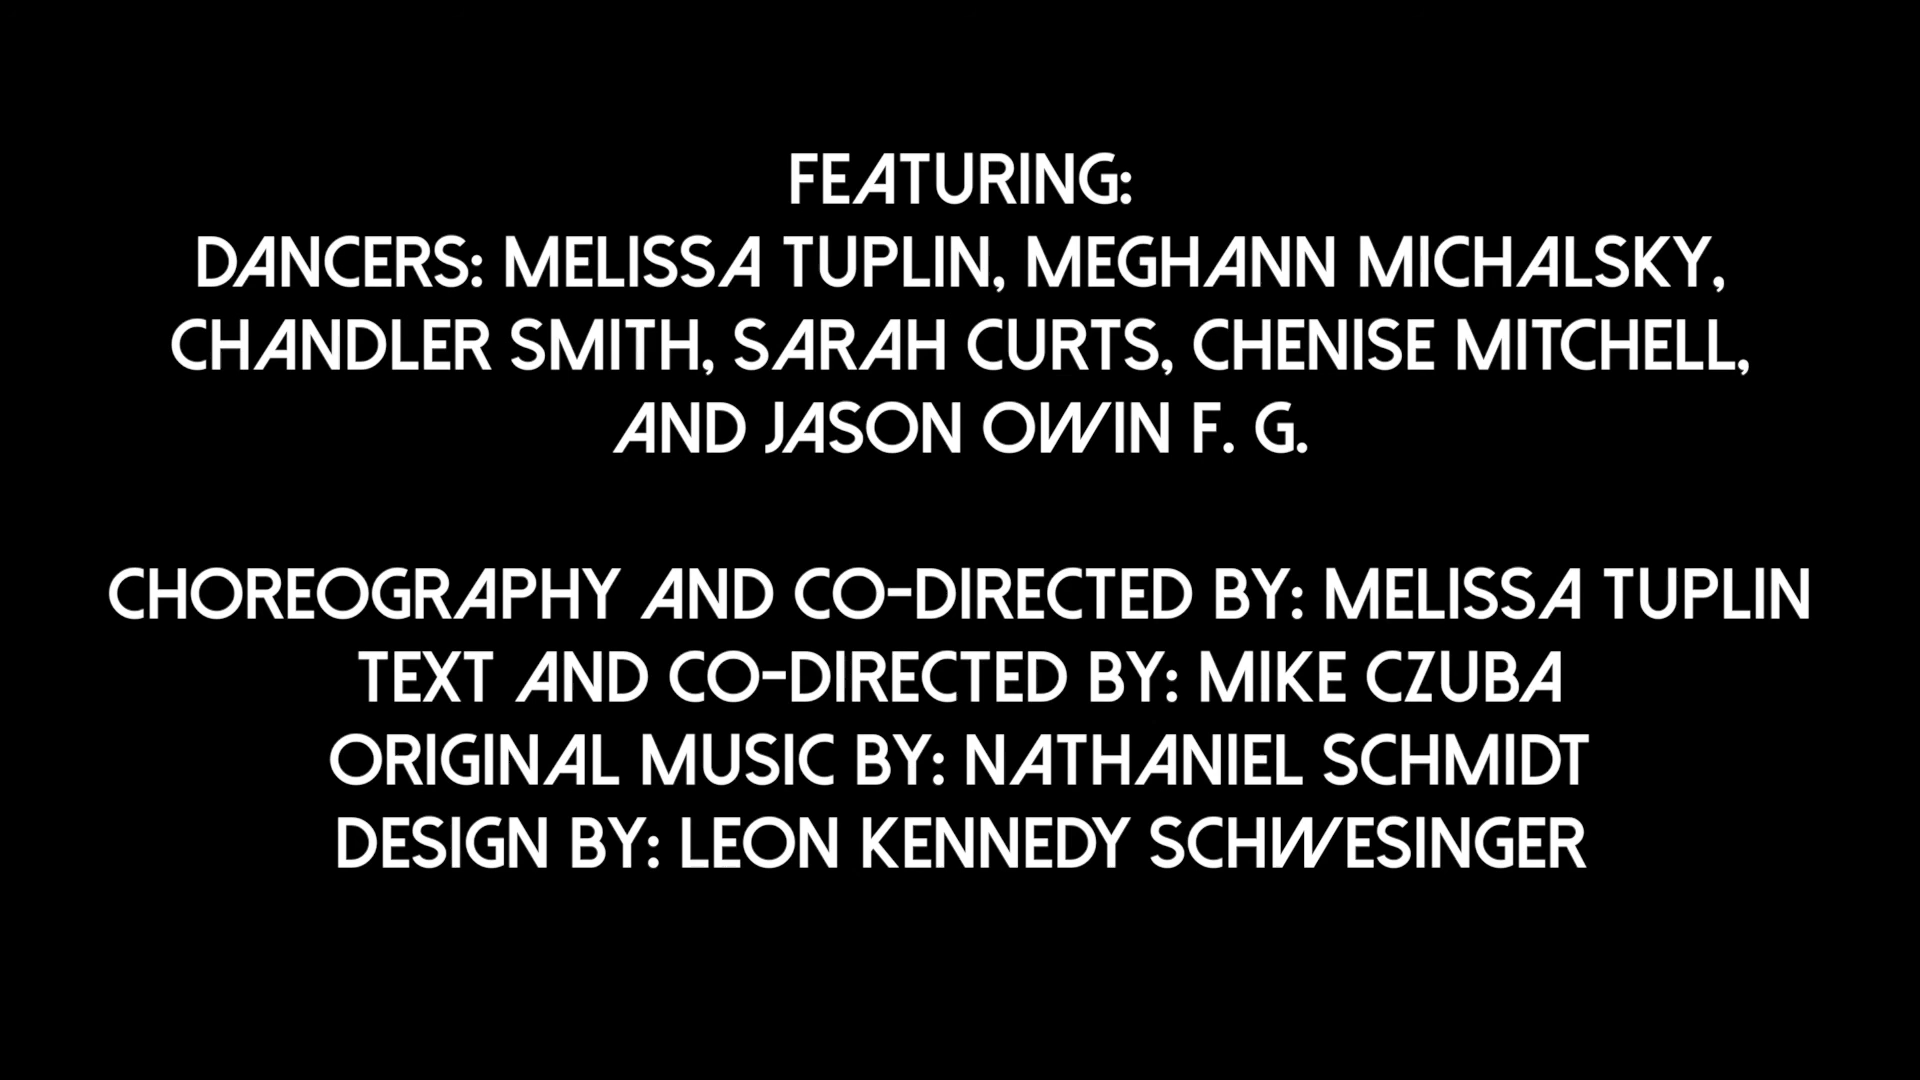 FEATURING:
DANCERS: MELISSA TUPLIN, MEGHANN MICHALSKY,
CHANDLER SMITH, SARAH CURTS, CHENISE MITCHELL,
AND JASON OWIN F. G.
CHOREOGRAPHY AND CO-DIRECTED BY: MELISSA TUPLIN
TEXT AND CO-DIRECTED BY: MIKE CZUBA
ORIGINAL MUSIC BY: NATHANIEL SCHMIDT
DESIGN BY: LEON KENNEDY SCHWESINGER